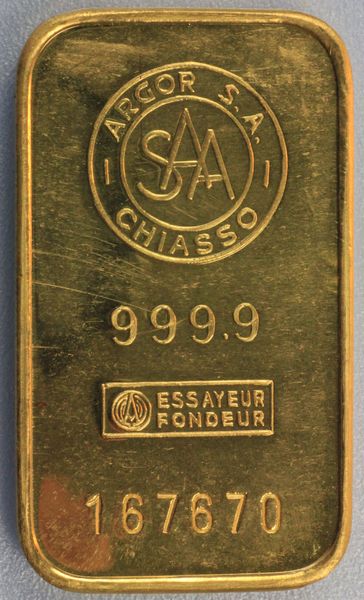 ARGOR S.A.
SAA
CHIASSO
999.9
ESSAYEUR
FONDEUR
167670